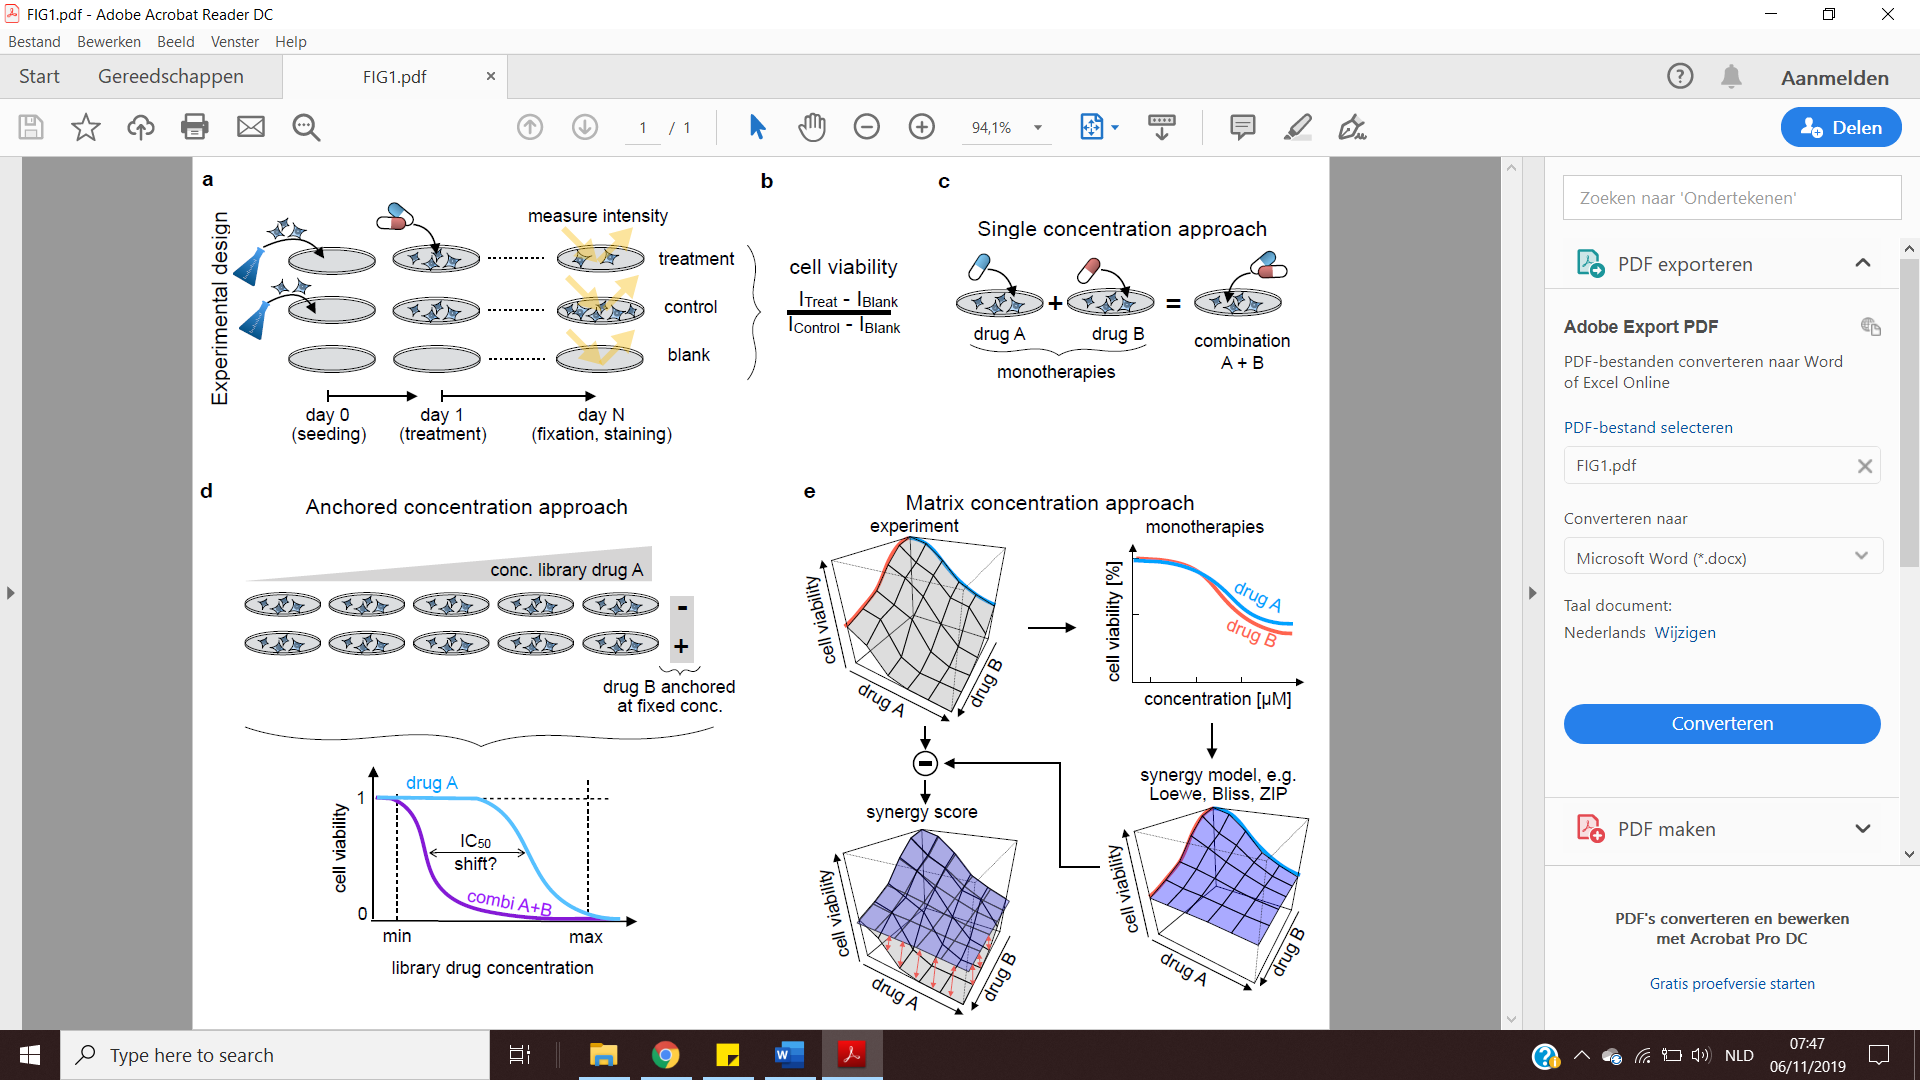 FIG1.pdf - Adobe Acrobat Reader DC
Bestand Bewerken Beeld Venster Help
Start Gereedschappen FIG1.pdf × Aanmelden
1 / 1 94,1% Delen
a
Experimental design
measure intensity
treatment
control
blank
day 0
(seeding)
day 1
(treatment)
day N
(fixation, staining)
b
cell viability
ITreat - IBlank
IControl - IBlank
c
Single concentration approach
+ =
drug A
drug B
monotherapies
combination
A + B
d
Anchored concentration approach
conc. library drug A
-
+
drug B anchored
at fixed conc.
cell viability
1
0
drug A
IC50
shift?
combi A+B
min
max
library drug concentration
e
Matrix concentration approach
experiment
cell viability
drug A
drug B
monotherapies
cell viability [%]
drug A
drug B
concentration [µM]
synergy model, e.g.
Loewe, Bliss, ZIP
cell viability
drug A
drug B
synergy score
cell viability
drug A
drug B
Zoeken naar 'Ondertekenen'
PDF exporteren
Adobe Export PDF
PDF-bestanden converteren naar Word
of Excel Online
PDF-bestand selecteren
FIG1.pdf
Converteren naar
Microsoft Word (*.docx)
Taal document:
Nederlands Wijzigen
Converteren
PDF maken
PDF's converteren en bewerken
met Acrobat Pro DC
Gratis proefversie starten
Type here to search
NLD
07:47
06/11/2019